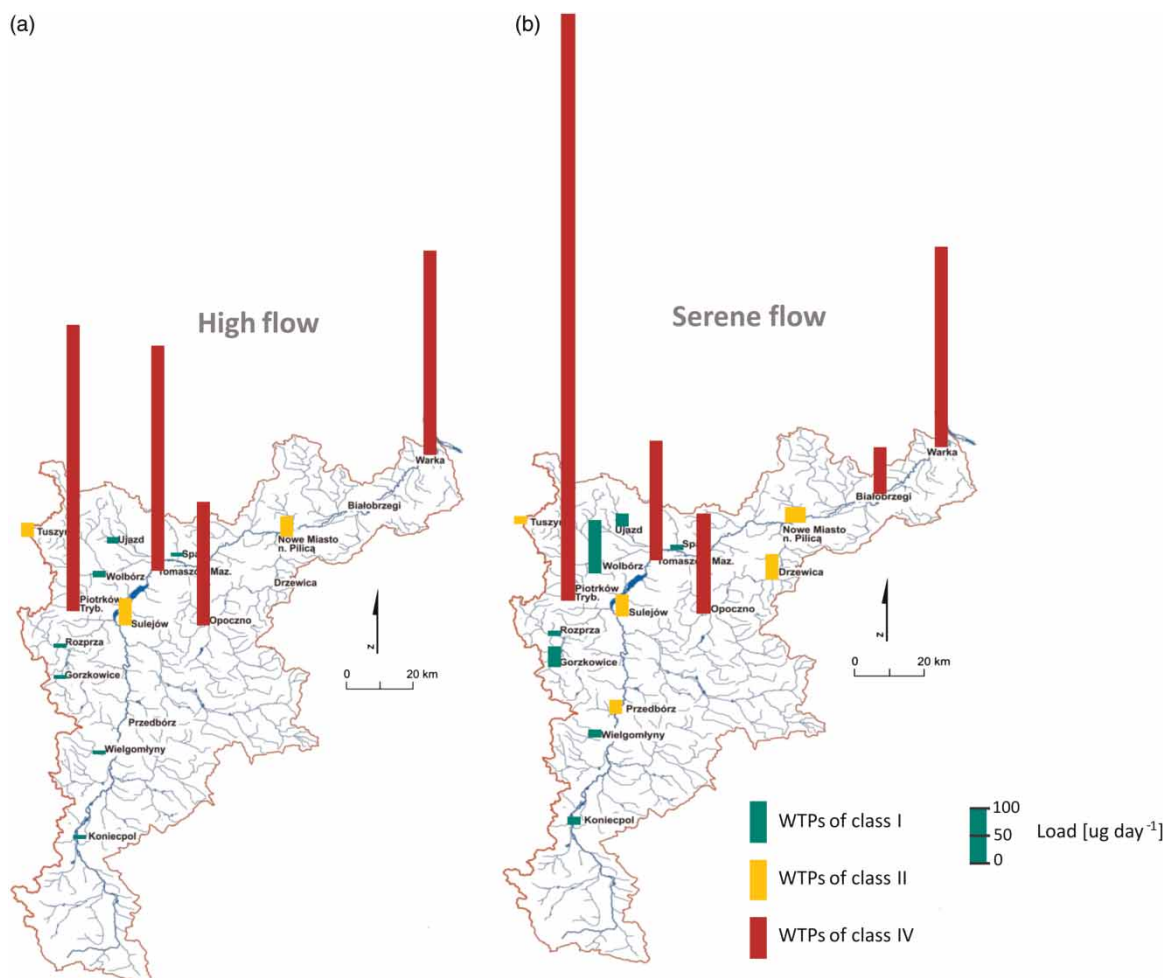 (a)
High flow
Warka
Białobrzegi
Tuszyn
Ujazd
Spa
Nowe Miasto
n. Pilicą
Wolbórz
Tomaszów Maz.
Drzewica
Piotrków
Tryb.
Sulejów
Opoczno
Rozprza
Gorzkowice
z
0 20 km
Przedbórz
Wielgomłyny
Koniecpol
(b)
Serene flow
Warka
Białobrzegi
Tuszyn
Ujazd
Spa
Nowe Miasto
n. Pilicą
Wolbórz
Tomaszów Maz.
Drzewica
Piotrków
Tryb.
Sulejów
Opoczno
Rozprza
Gorzkowice
z
0 20 km
Przedbórz
Wielgomłyny
Koniecpol
WTPs of class I
WTPs of class II
WTPs of class IV
100
50
0
Load [ug day -1]